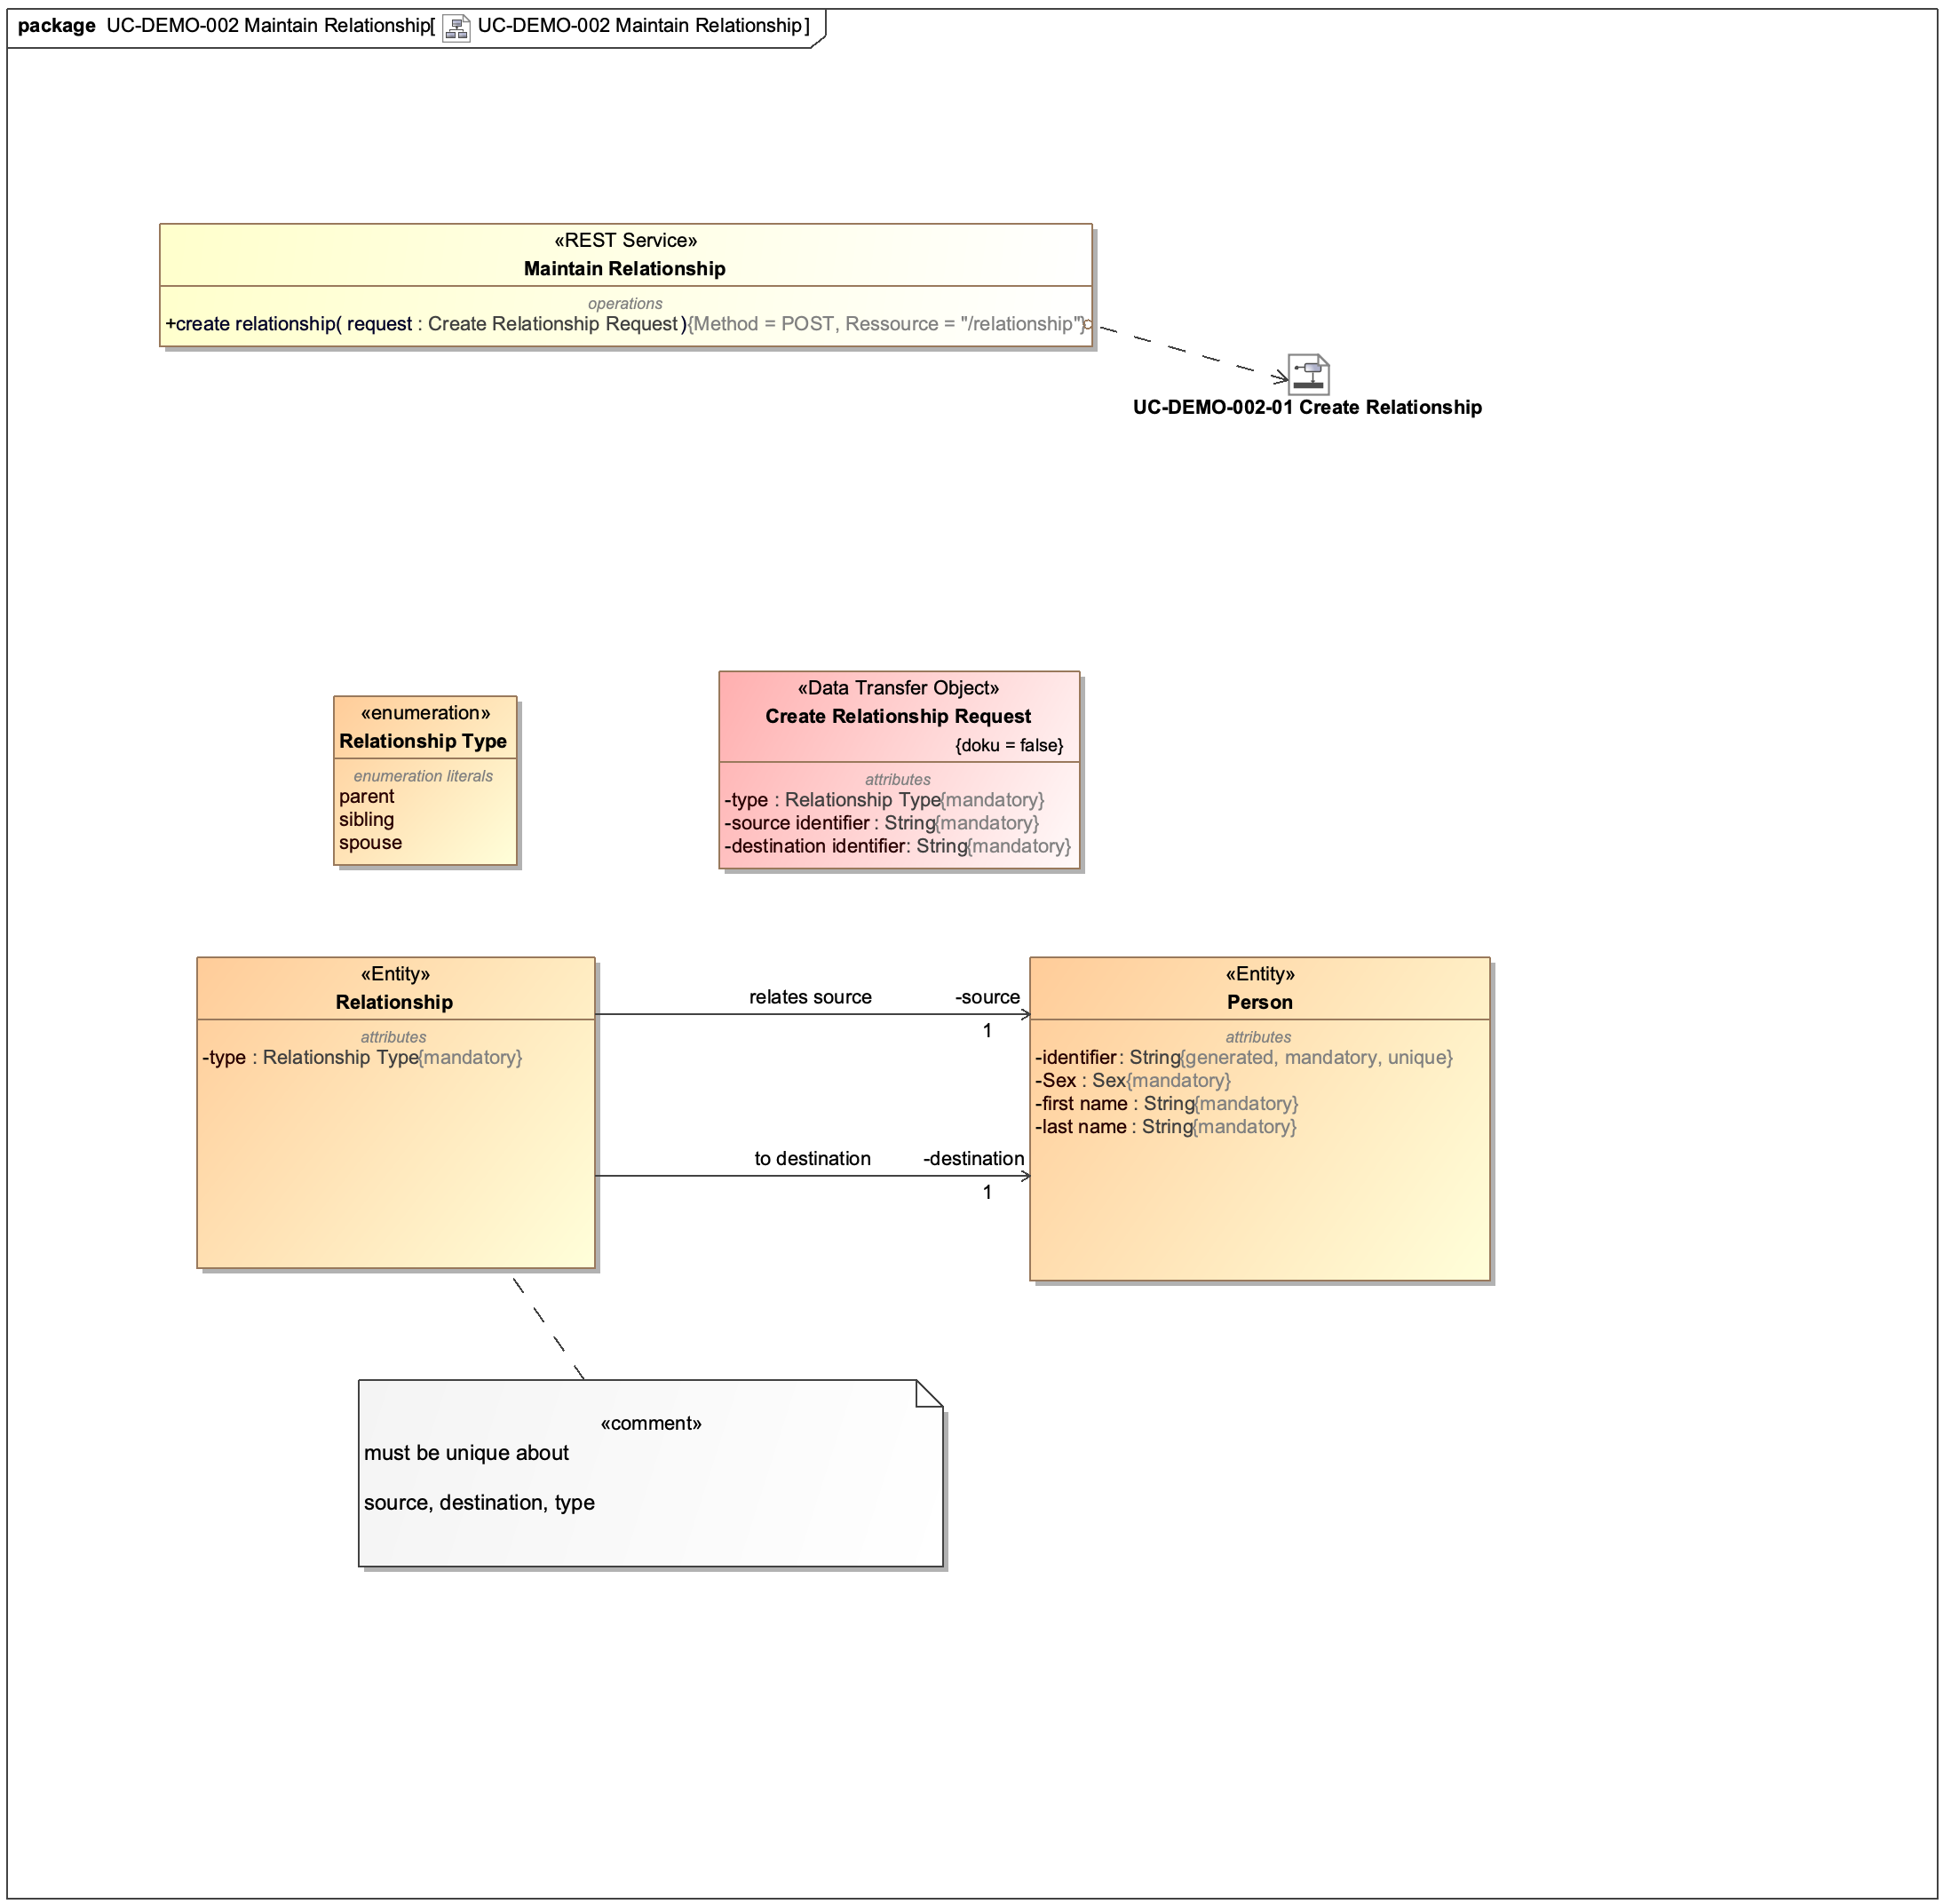 package UC-DEMO-002 Maintain Relationship[ UC-DEMO-002 Maintain Relationship]
«REST Service»
Maintain Relationship
operations
+create relationship( request : Create Relationship Request ){Method = POST, Ressource = "/relationship"}
UC-DEMO-002-01 Create Relationship
«enumeration»
Relationship Type
enumeration literals
parent
sibling
spouse
«Data Transfer Object»
Create Relationship Request
{doku = false}
attributes
-type : Relationship Type{mandatory}
-source identifier : String{mandatory}
-destination identifier: String{mandatory}
«Entity»
Relationship
attributes
-type : Relationship Type{mandatory}
relates source
-source
1
to destination
-destination
1
«Entity»
Person
attributes
-identifier: String{generated, mandatory, unique}
-Sex : Sex{mandatory}
-first name : String{mandatory}
-last name : String{mandatory}
«comment»
must be unique about
source, destination, type